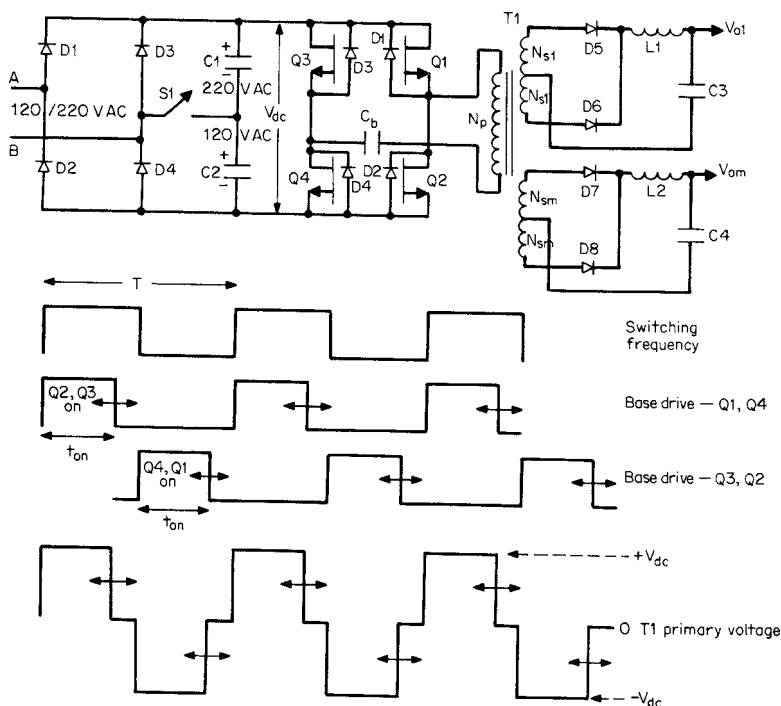 D1
D3
A
120/220 VAC
S1
B
D2
D4
+
C1
−
220 VAC
120 VAC
+
C2
−
Vdc
Q3
D3
D1
Q1
Cb
Q4
D4
D2
Q2
Np
T1
Ns1
Ns1
D5
D6
L1
Vo1
C3
Nsm
Nsm
D7
D8
L2
Vom
C4
T
Switching
frequency
Q2, Q3
on
ton
Base drive — Q1, Q4
Q4, Q1
on
ton
Base drive — Q3, Q2
+Vdc
0 T1 primary voltage
−Vdc